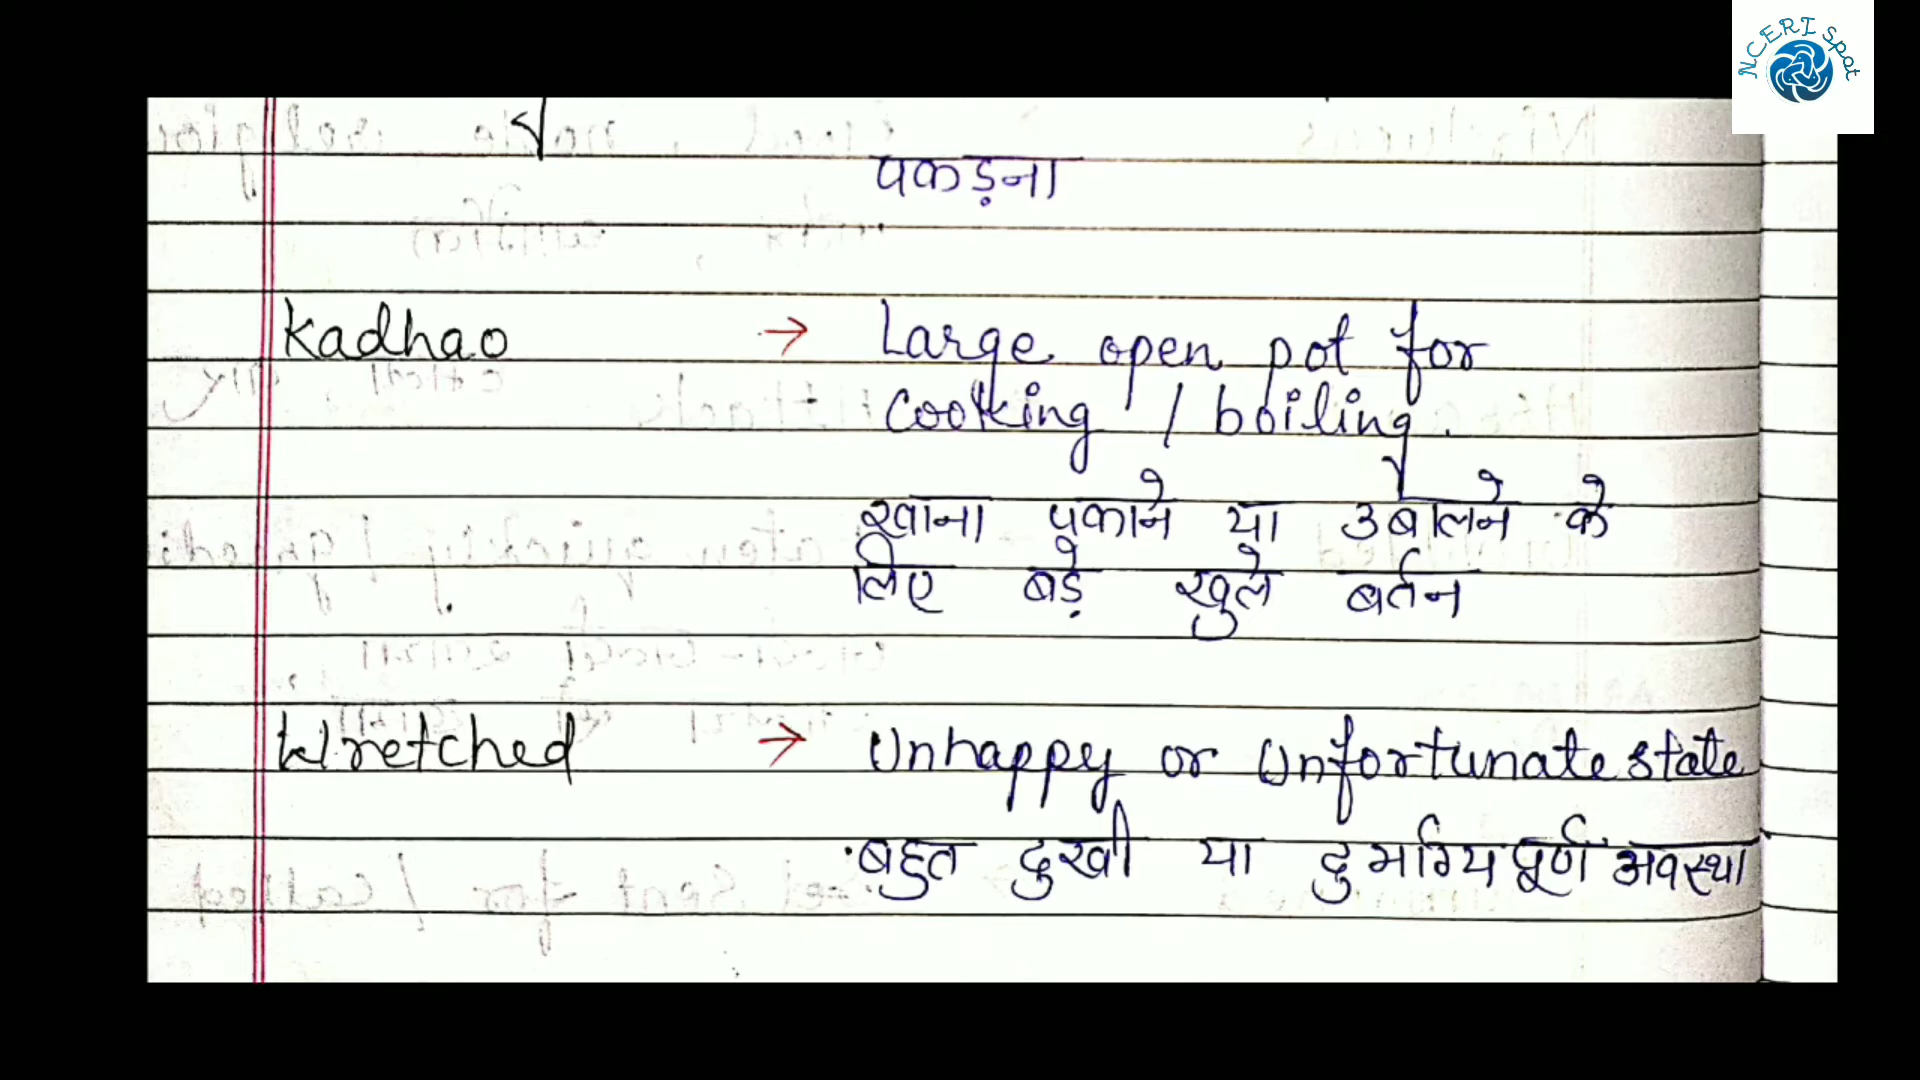 NCERT Spot
पकड़ना
Kadhao → Large open pot for
cooking / boiling.
खाना पकाने या उबालने के
लिए बड़े खुले बर्तन
Wretched → Unhappy or Unfortunate state
बहुत दुखी या दुर्भाग्यपूर्ण अवस्था